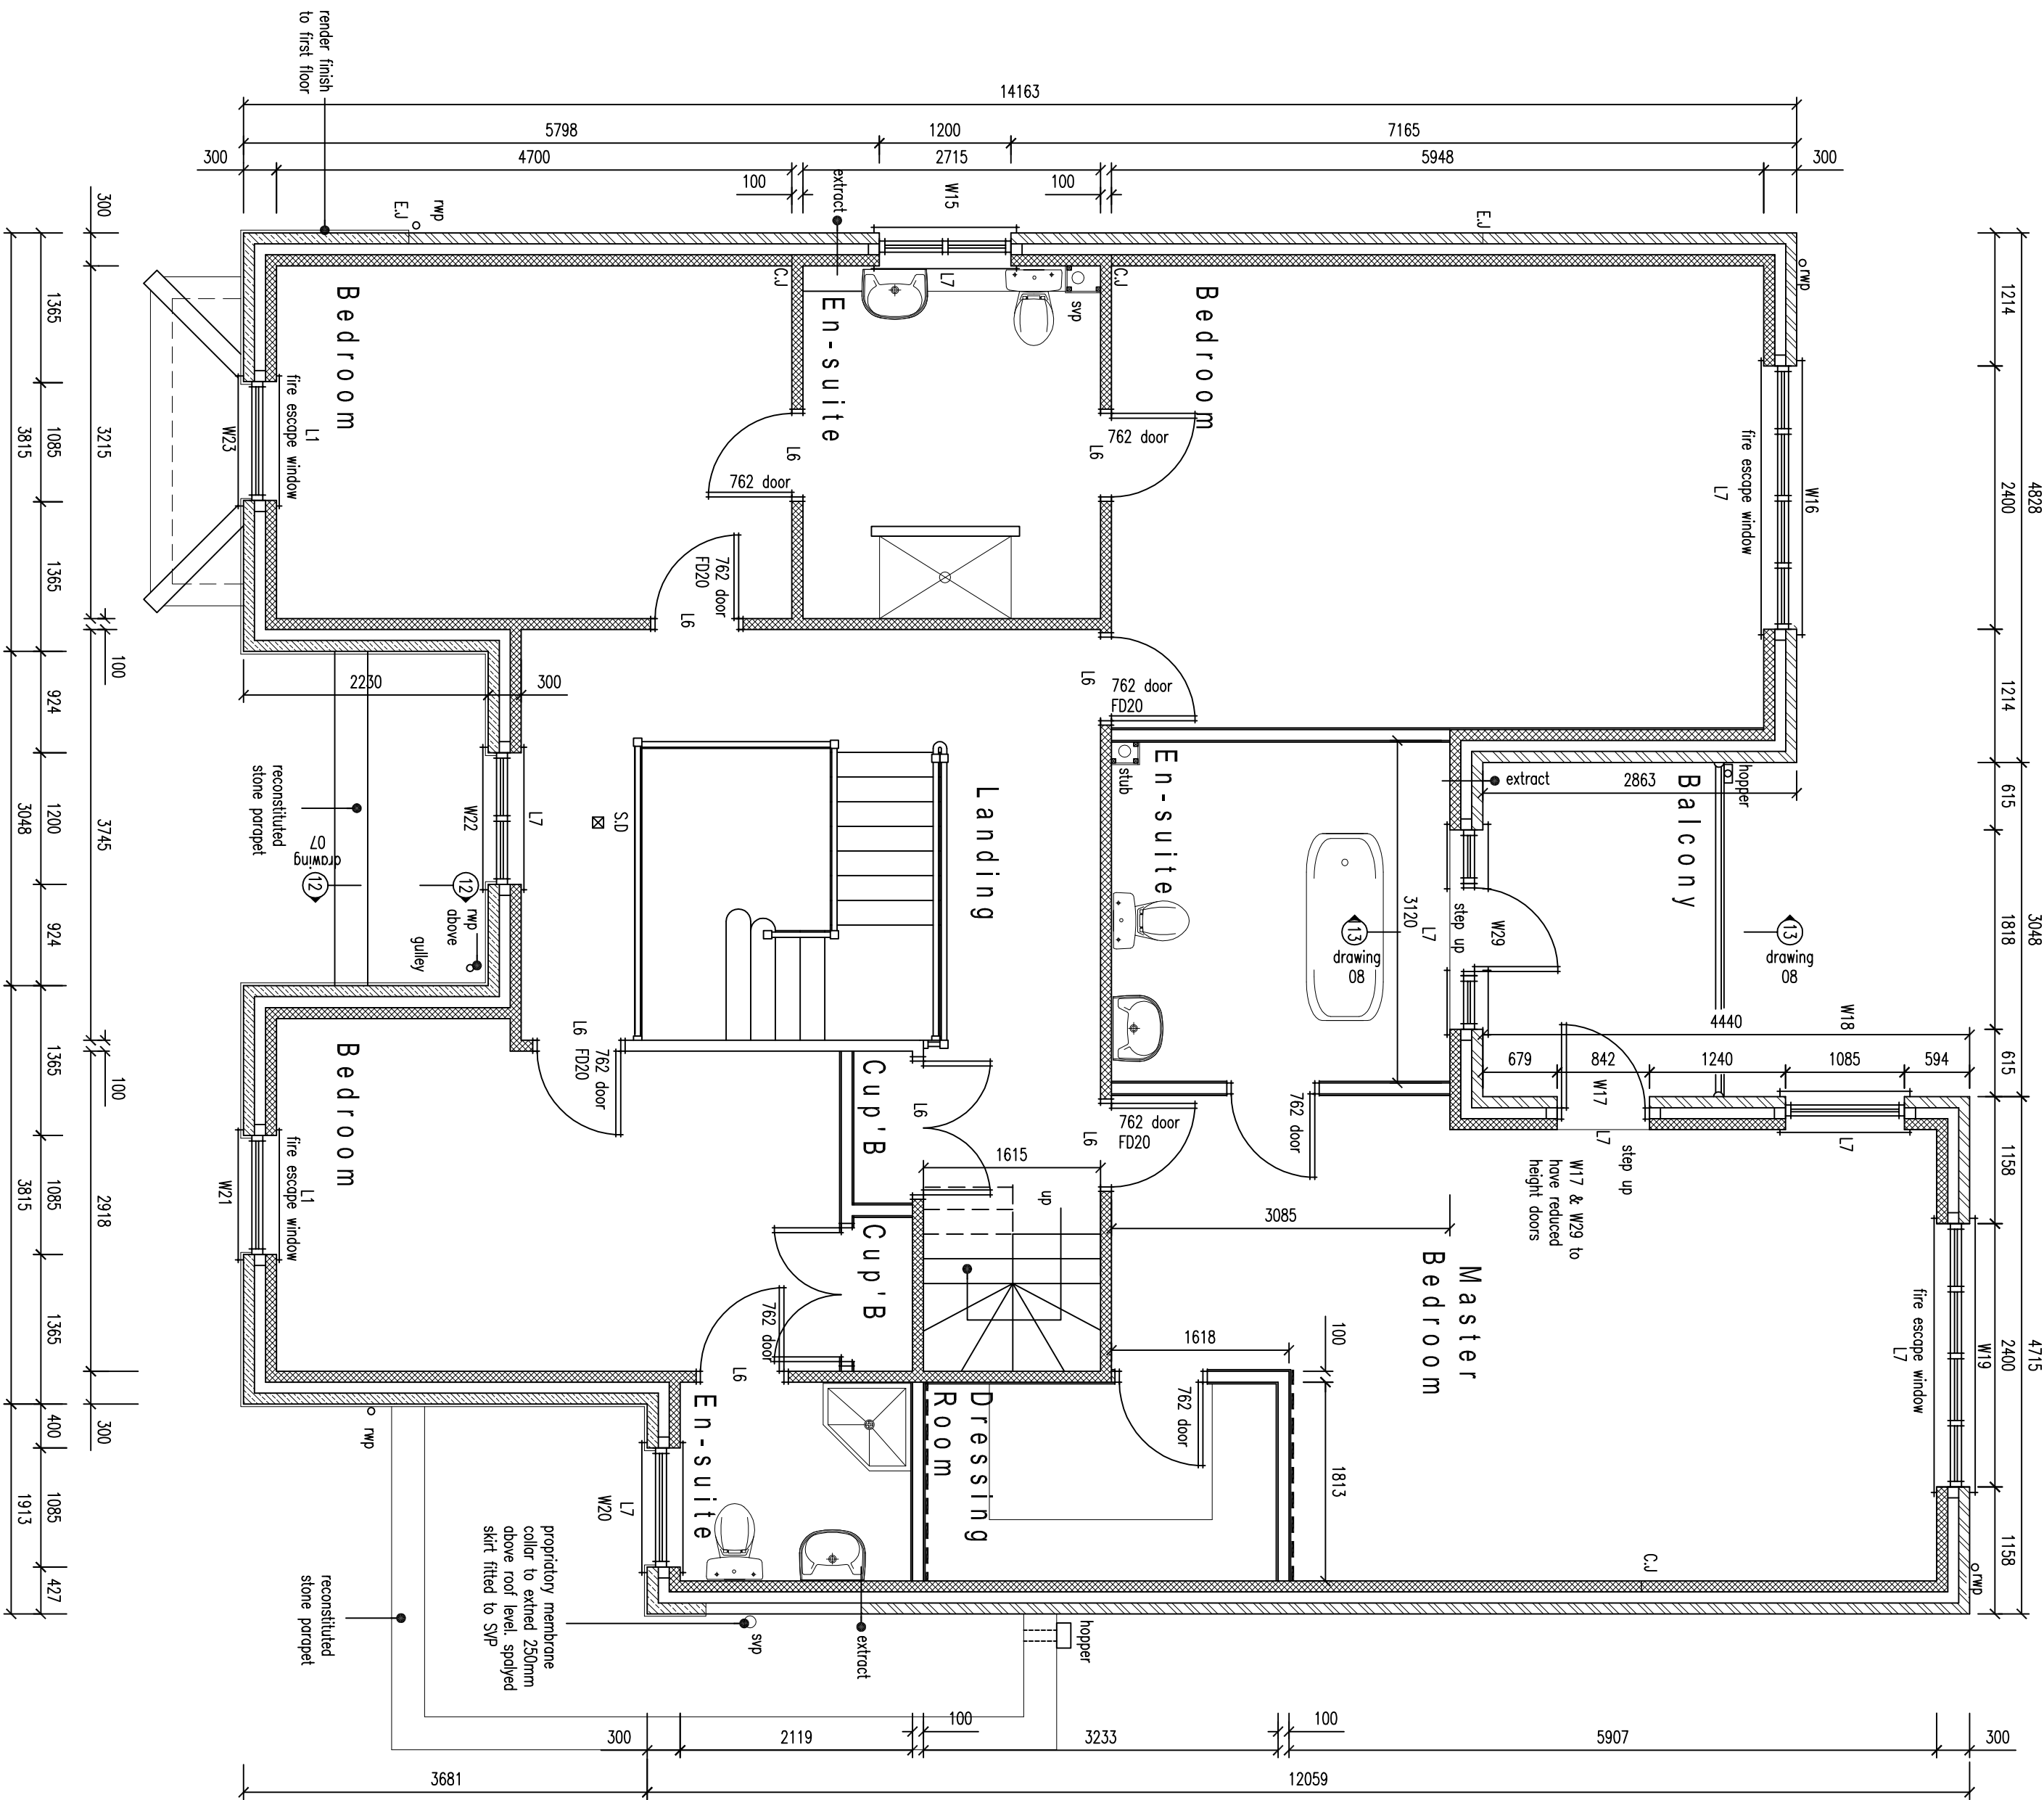 render finish
to first floor
14163
5798
1200
7165
300
4700
2715
5948
300
100
100
extract
W15
rwp
E.J
E.J
rwp
300
1365
1085
1365
3215
3815
100
924
1200
924
3745
3048
1365
1085
1365
100
2918
3815
300
400
1085
427
1913
1214
2400
1214
4828
615
1818
615
3048
1158
2400
1158
4715
Bedroom
C.J
En-suite
L7
svp
C.J
Bedroom
fire escape window
L7
W16
L1
fire escape window
W23
L6
762 door
L6
762 door
762 door
FD20
L6
L6
762 door
FD20
2230
300
reconstituted
stone parapet
drawing
07
12
12
W22
L7
S.D
rwp
above
gulley
Landing
stub
En-suite
3120
extract
2863
Balcony
hopper
L7
step up
W29
13
drawing
08
13
drawing
08
W18
4440
679
842
1240
1085
594
W17
L7
step up
L7
W17 & W29 to
have reduced
height doors
Bedroom
L6
762 door
FD20
Cup'B
L6
L6
762 door
FD20
762 door
1615
up
3085
Master
Bedroom
L1
fire escape window
W21
Cup'B
762 door
L6
1618
100
762 door
1813
fire escape window
L7
W19
C.J
rwp
rwp
En-suite
L7
W20
Dressing
Room
propriatory membrane
collar to extned 250mm
above roof level. spalyed
skirt fitted to SVP
svp
extract
hopper
reconstituted
stone parapet
300
2119
100
3233
100
5907
300
3681
12059